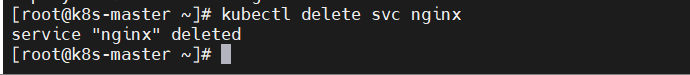 [root@k8s-master ~]# kubectl delete svc nginx
service "nginx" deleted
[root@k8s-master ~]#